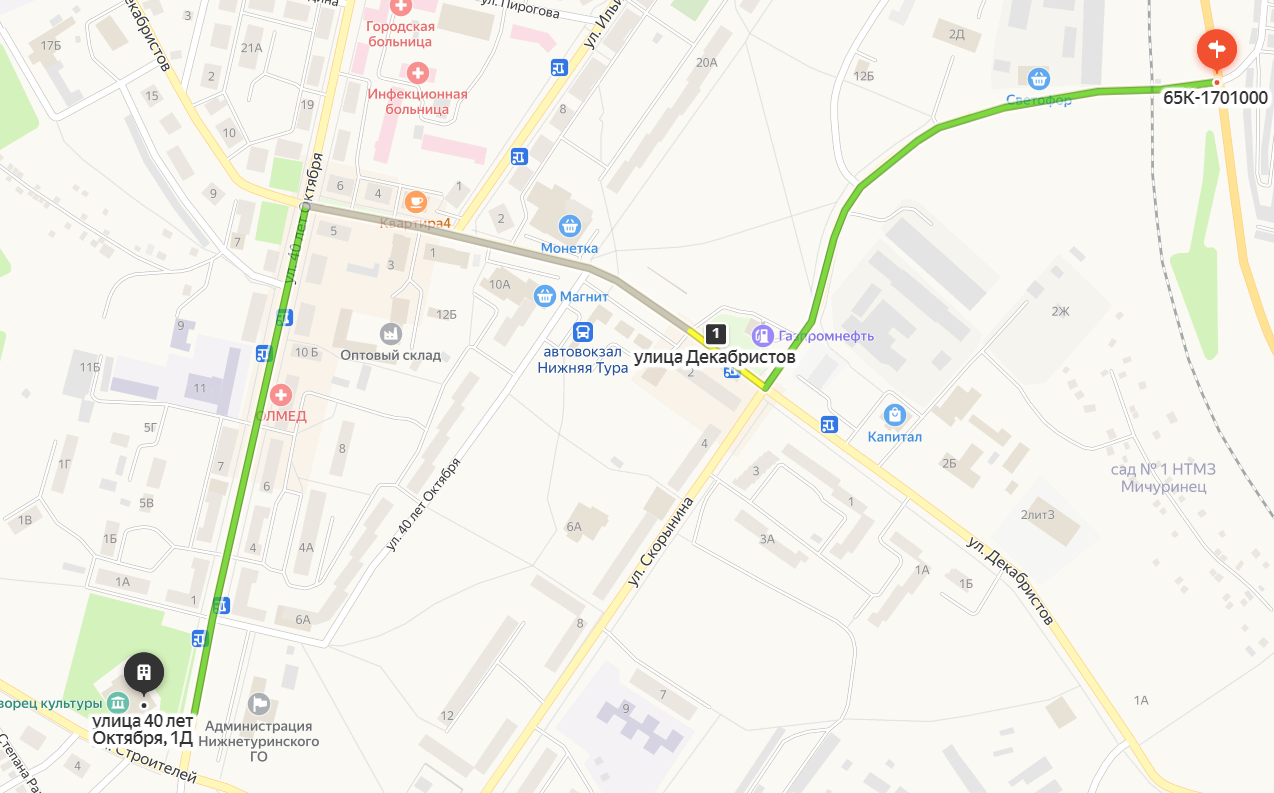 ул. Пирогова
Городская
больница
ул. Ильи
Декабристов
17Б
21А
2Д
20А
12Б
65К-1701000
2
15
19
Инфекционная
больница
8
Светофор
10
ул. 40 лет Октября
9
6
4
1
Квартира4
2
Монетка
7
5
3
1
10А
Магнит
12Б
2Ж
9
Оптовый склад
автовокзал
Нижняя Тура
1
улица Декабристов
Газпромнефть
10 Б
11Б
11
2
ОЛМЕД
Капитал
5Г
8
4
1Г
7
6
3
2Б
сад № 1 НТМЗ
Мичуринец
ул. 40 лет Октября
5В
1
1В
1Б
6А
3А
2лит3
4
4А
ул. Скорынина
ул. Декабристов
1А
1А
1Б
1
6А
8
7
дворец культуры
улица 40 лет
Октября, 1Д
Администрация
Нижнетуринского
ГО
12
9
1А
Строителей
Степана Ра
4